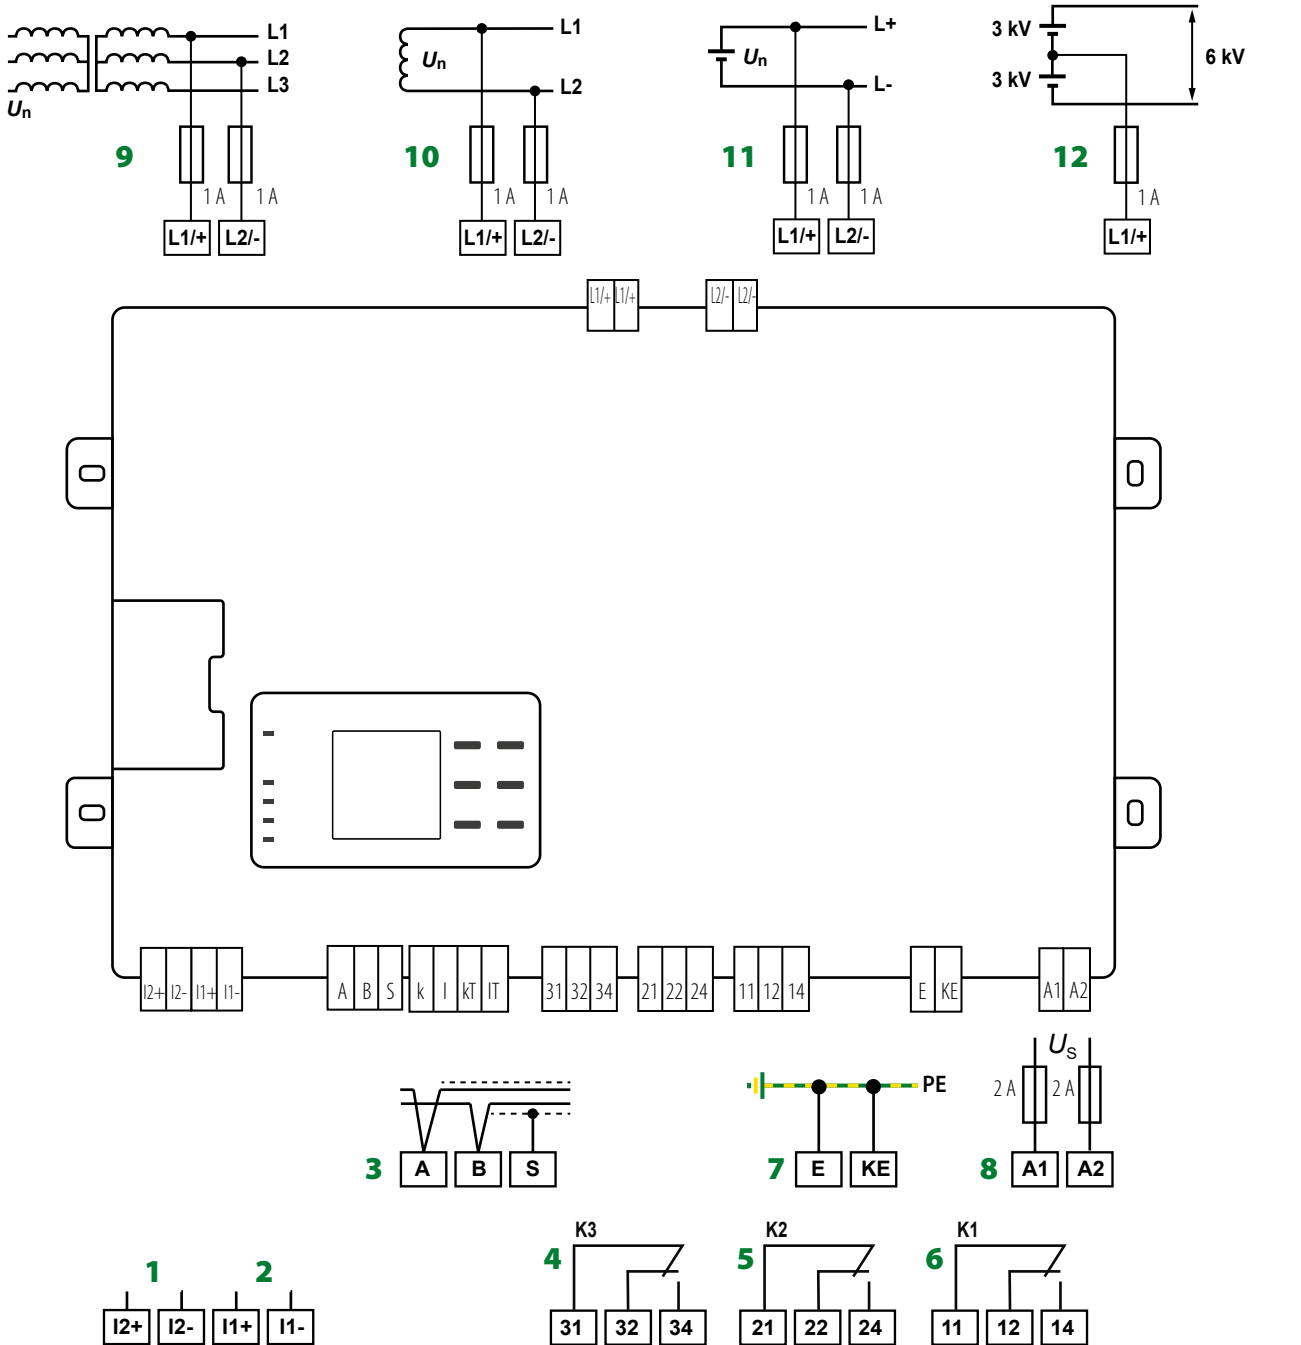 L1
L2
L3
Un
9
1 A
1 A
L1/+
L2/-
Un
L1
L2
10
1 A
1 A
L1/+
L2/-
Un
L+
L-
11
1 A
1 A
L1/+
L2/-
3 kV
3 kV
6 kV
12
1 A
L1/+
L1/+ L1/+
L2/- L2/-
I2+ I2- I1+ I1-
A B S
k l kT lT
31 32 34
21 22 24
11 12 14
E KE
A1 A2
3
A B S
PE
7
E KE
US
2 A
2 A
8
A1 A2
1
2
I2+ I2- I1+ I1-
K3
4
31 32 34
K2
5
21 22 24
K1
6
11 12 14